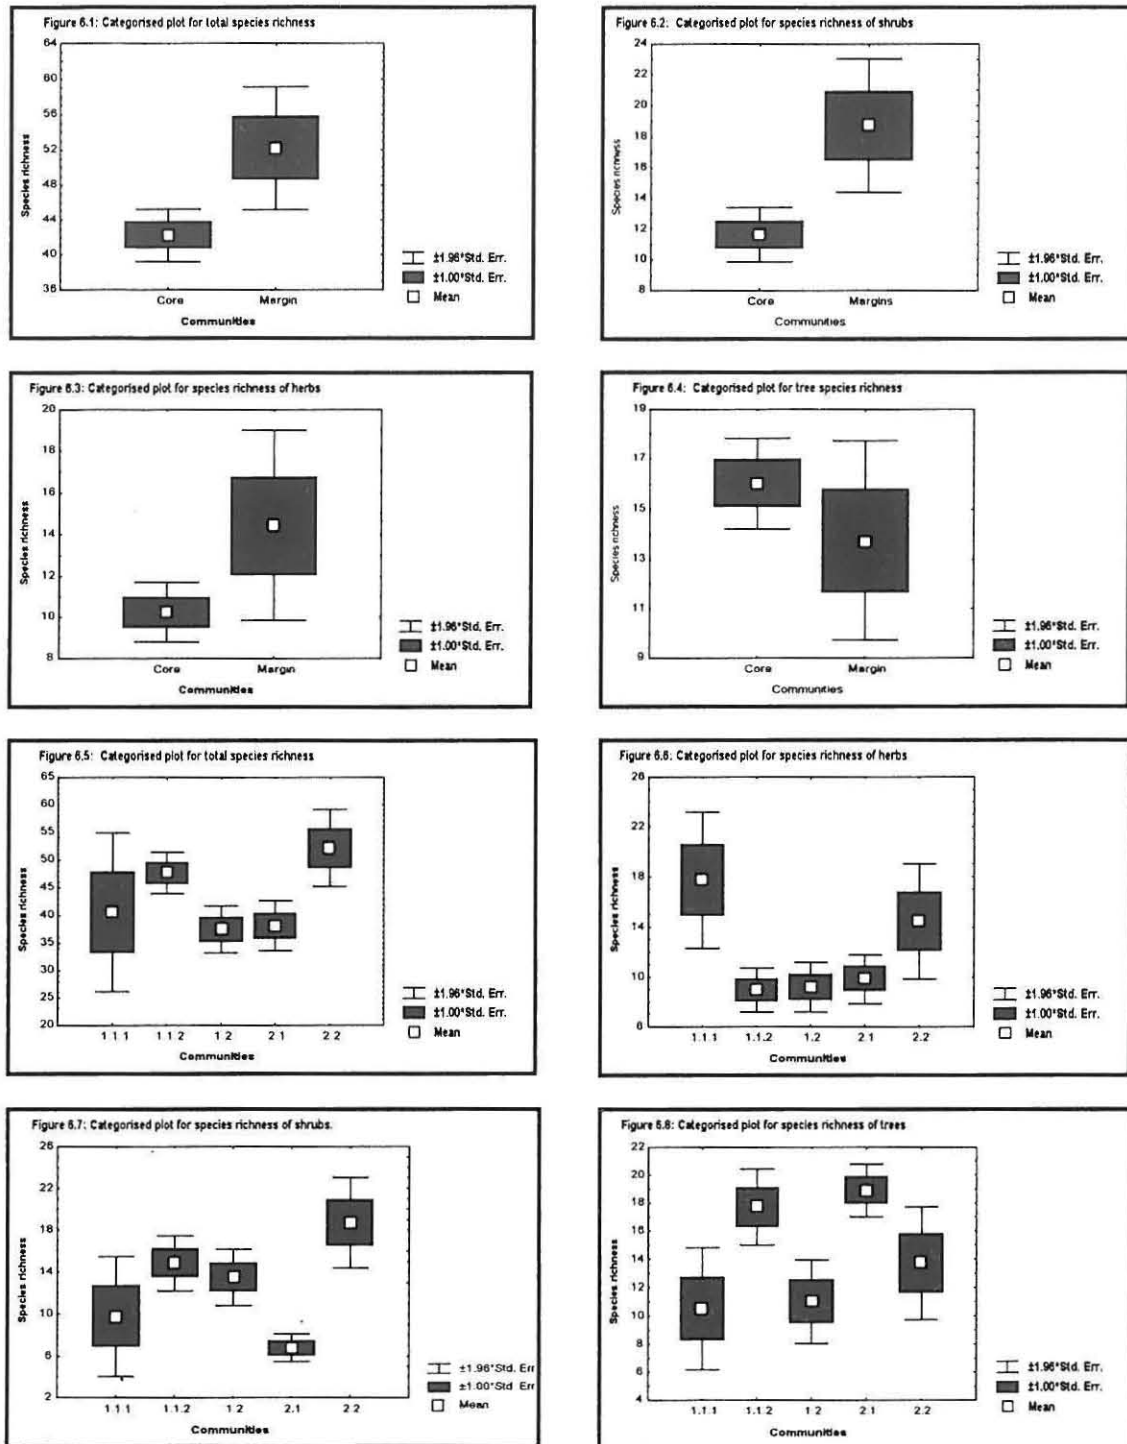 Figure 6.1: Categorised plot for total species richness
64
60
56
52
48
44
40
36
Species richness
Core
Margin
Communities
±1.96*Std. Err.
±1.00*Std. Err.
Mean
Figure 6.2: Categorised plot for species richness of shrubs
24
22
20
18
16
14
12
10
8
Species richness
Core
Margins
Communities
±1.96*Std. Err.
±1.00*Std. Err.
Mean
Figure 6.3: Categorised plot for species richness of herbs
20
18
16
14
12
10
8
Species richness
Core
Margin
Communities
±1.96*Std. Err.
±1.00*Std. Err.
Mean
Figure 6.4: Categorised plot for tree species richness
19
17
15
13
11
9
Species richness
Core
Margin
Communities
±1.96*Std. Err.
±1.00*Std. Err.
Mean
Figure 6.5: Categorised plot for total species richness
65
60
55
50
45
40
35
30
25
20
Species richness
1.1.1
1.1.2
1.2
2.1
2.2
Communities
±1.96*Std. Err.
±1.00*Std. Err.
Mean
Figure 6.6: Categorised plot for species richness of herbs
26
22
18
14
10
6
Species richness
1.1.1
1.1.2
1.2
2.1
2.2
Communities
±1.96*Std. Err.
±1.00*Std. Err.
Mean
Figure 6.7: Categorised plot for species richness of shrubs.
26
22
18
14
10
6
2
Species richness
1.1.1
1.1.2
1.2
2.1
2.2
Communities
±1.96*Std. Err
±1.00*Std Err
Mean
Figure 6.8: Categorised plot for species richness of trees
22
20
18
16
14
12
10
8
6
4
Species richness
1.1.1
1.1.2
1.2
2.1
2.2
Communities
±1.96*Std. Err.
±1.00*Std. Err.
Mean